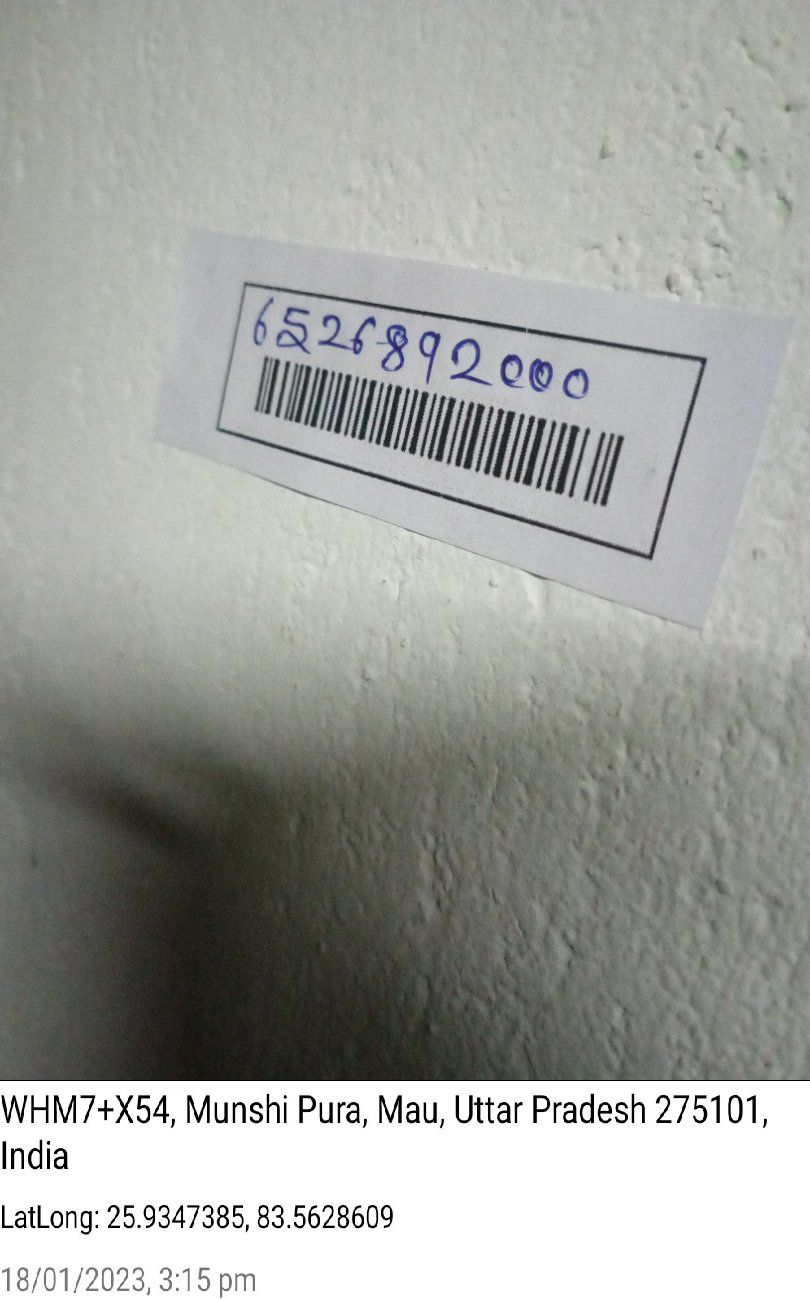 6526892000
WHM7+X54, Munshi Pura, Mau, Uttar Pradesh 275101,
India
LatLong: 25.9347385, 83.5628609
18/01/2023, 3:15 pm